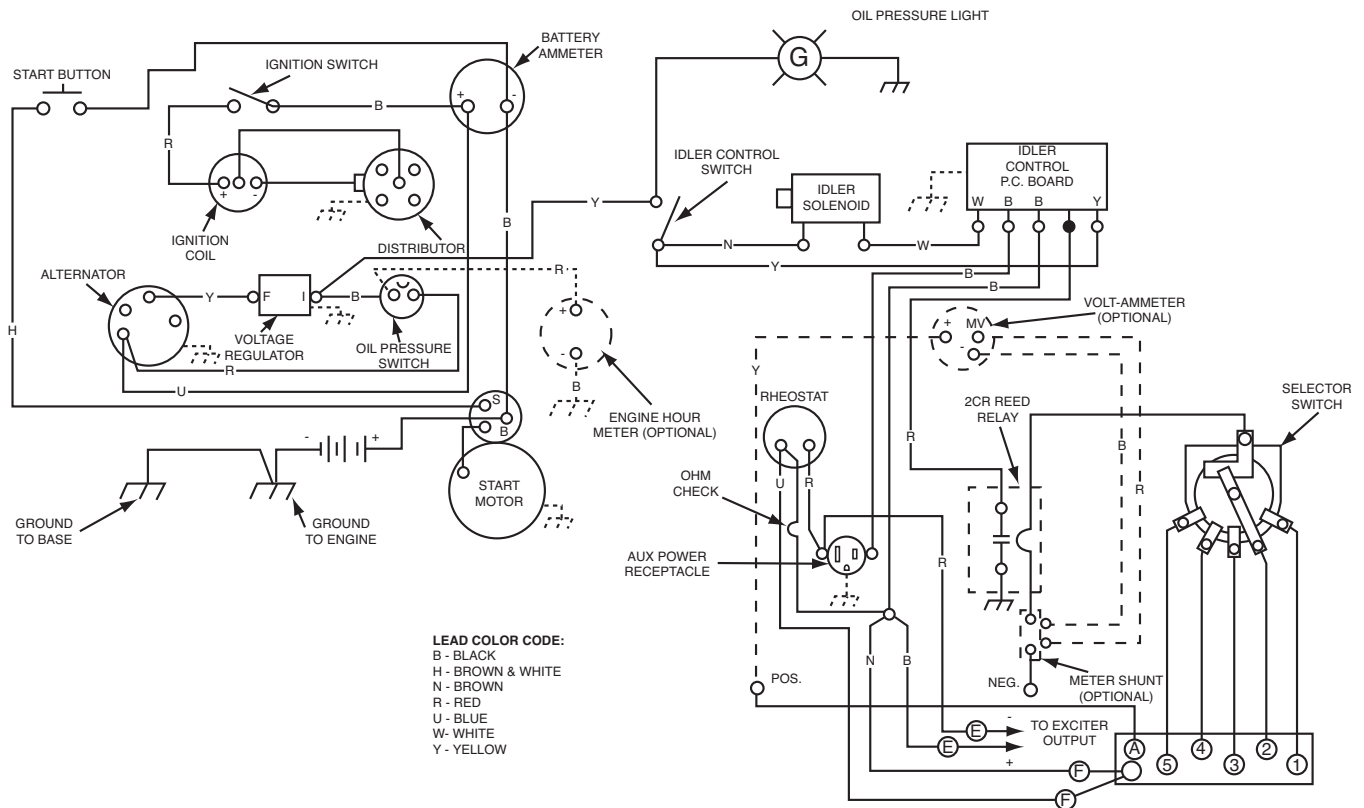 OIL PRESSURE LIGHT
G
BATTERY
AMMETER
+
-
IGNITION SWITCH
START BUTTON
B
R
H
+
-
IGNITION
COIL
DISTRIBUTOR
B
Y
IDLER CONTROL
SWITCH
IDLER
SOLENOID
IDLER
CONTROL
P.C. BOARD
W
B
B
Y
N
W
Y
B
B
ALTERNATOR
Y
F
I
B
R
VOLTAGE
REGULATOR
OIL PRESSURE
SWITCH
R
U
+
-
B
ENGINE HOUR
METER (OPTIONAL)
VOLT-AMMETER
(OPTIONAL)
+
MV
-
Y
R
B
R
S
B
START
MOTOR
-
+
GROUND
TO BASE
GROUND
TO ENGINE
RHEOSTAT
U
R
OHM
CHECK
AUX POWER
RECEPTACLE
R
2CR REED
RELAY
SELECTOR
SWITCH
N
B
POS.
NEG.
METER SHUNT
(OPTIONAL)
LEAD COLOR CODE:
B - BLACK
H - BROWN & WHITE
N - BROWN
R - RED
U - BLUE
W- WHITE
Y - YELLOW
E
-
E
+
TO EXCITER
OUTPUT
F
F
A
5
4
3
2
1